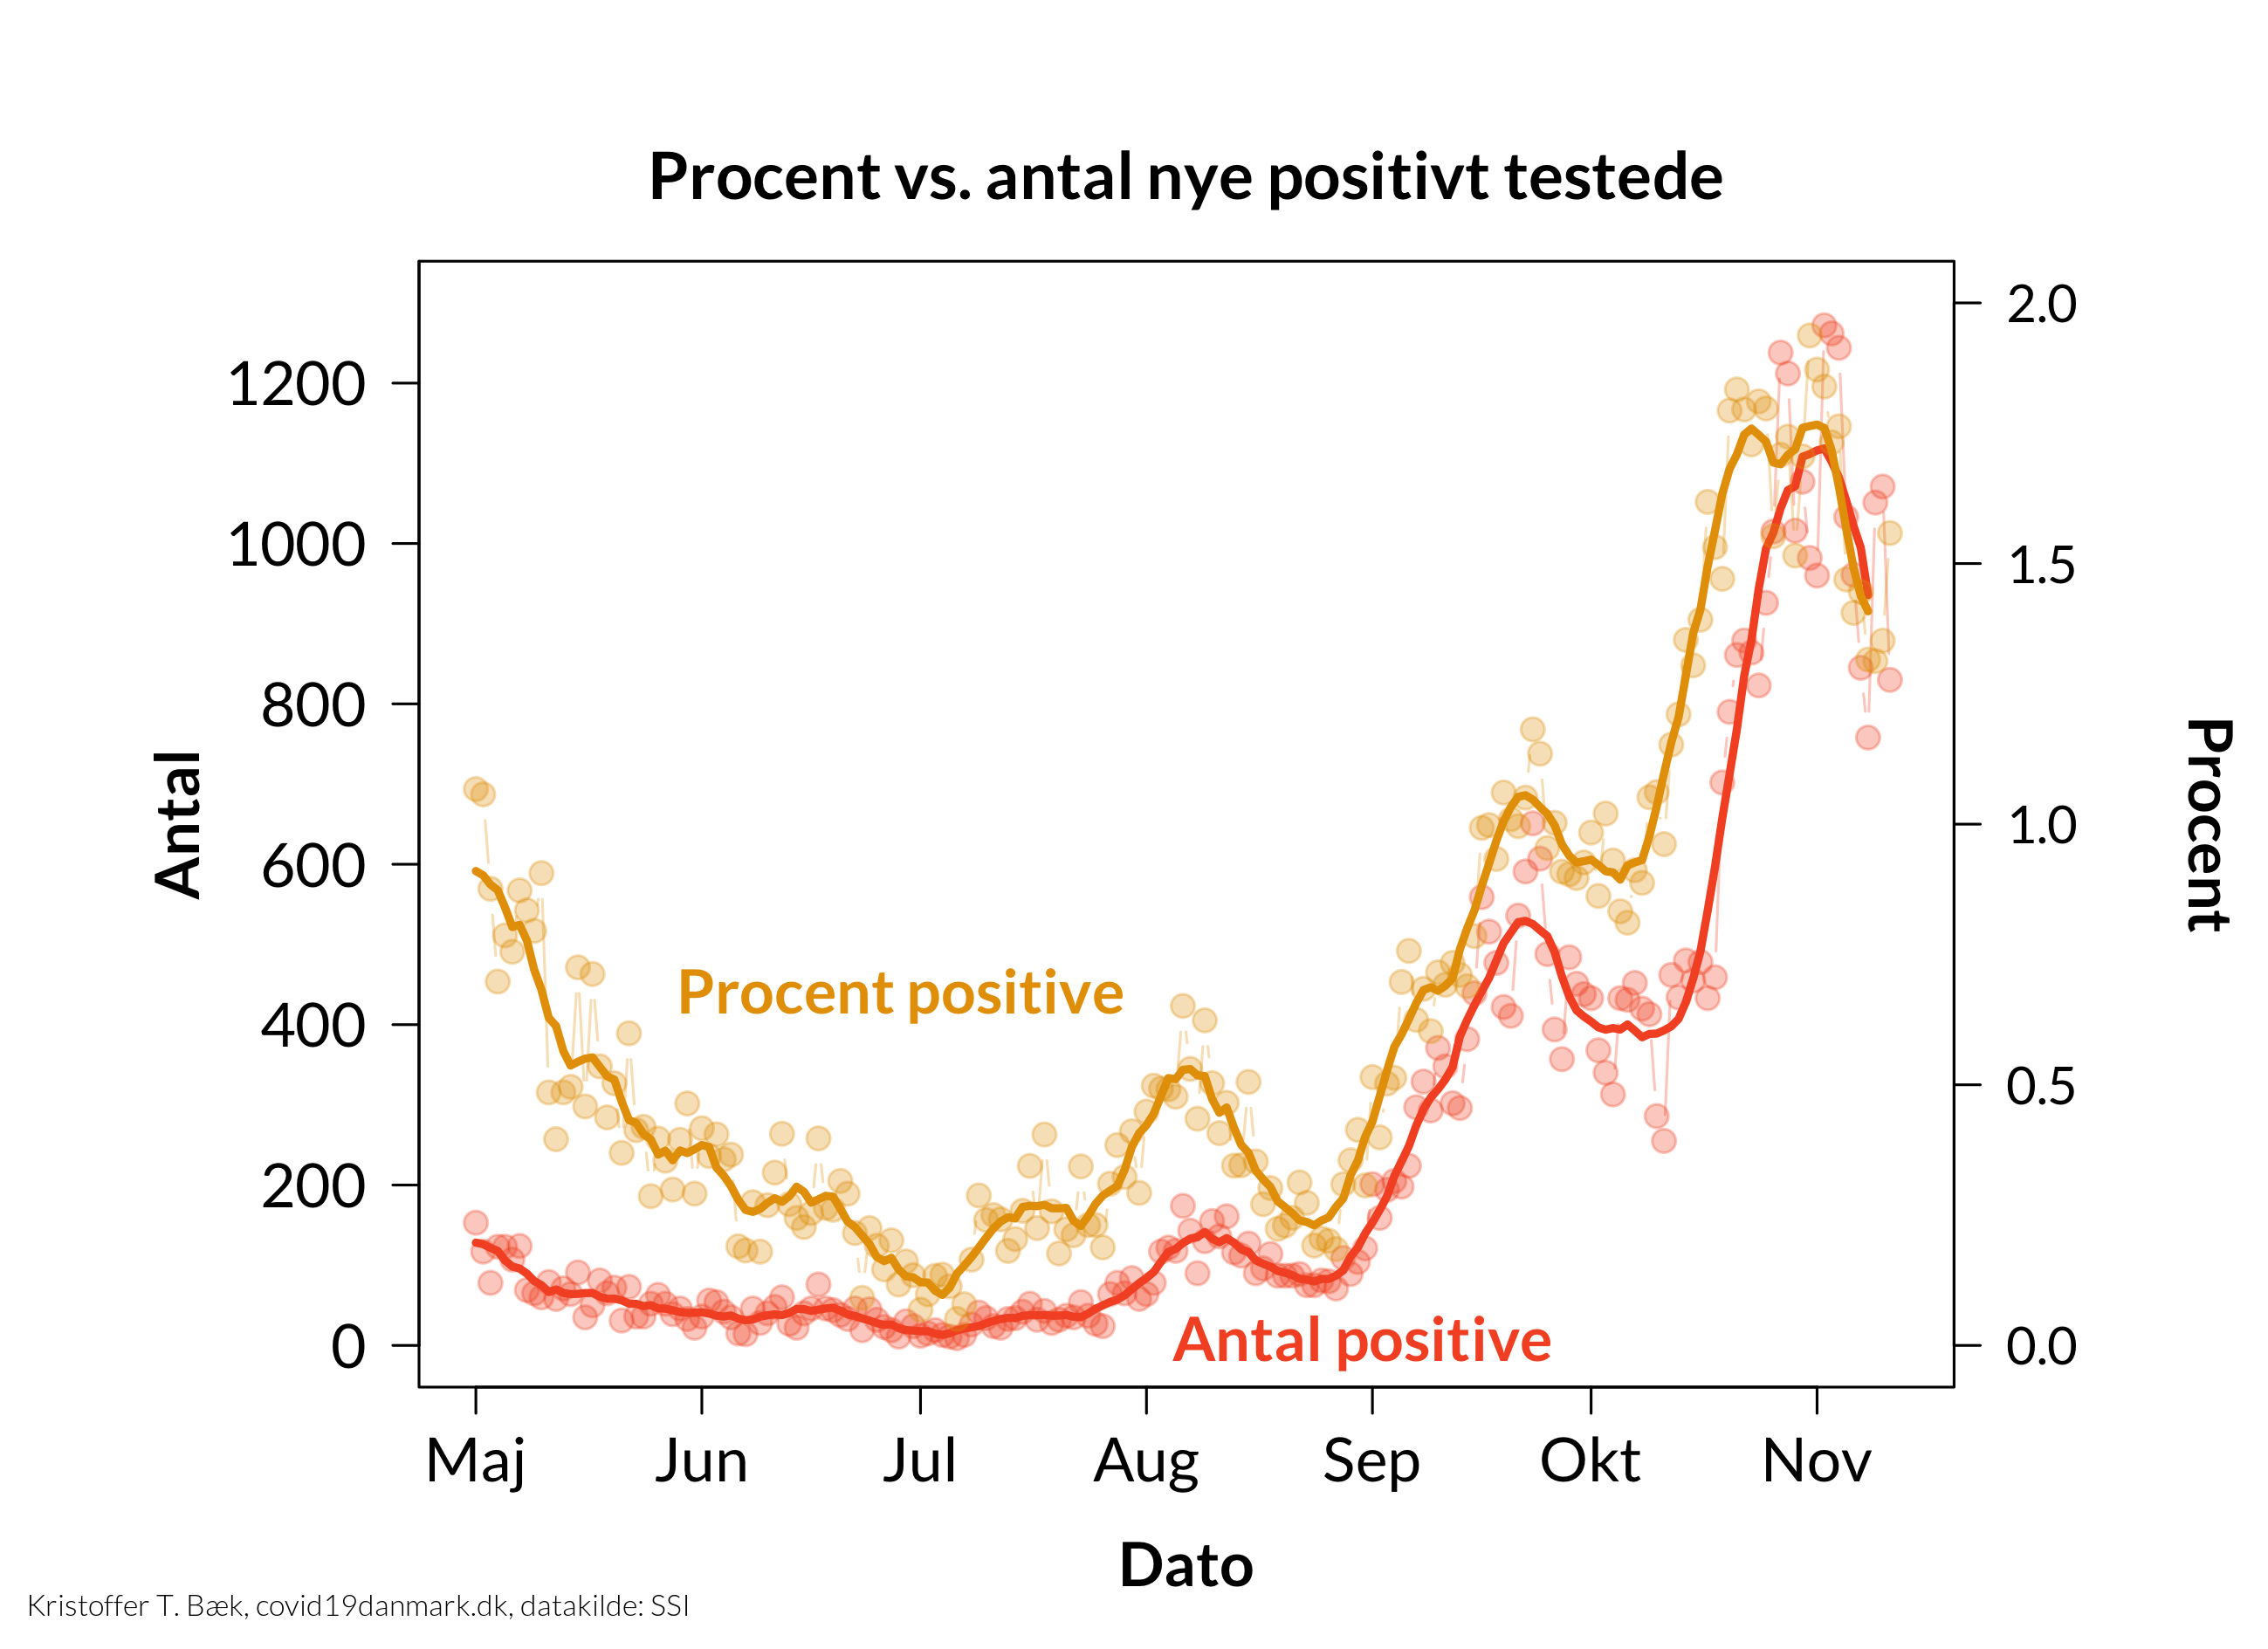 Procent vs. antal nye positivt testede
Antal
1200
1000
800
600
400
200
0
Procent positive
Antal positive
2.0
1.5
1.0
0.5
0.0
Procent
Maj Jun Jul Aug Sep Okt Nov
Dato
Kristoffer T. Bæk, covid19danmark.dk, datakilde: SSI